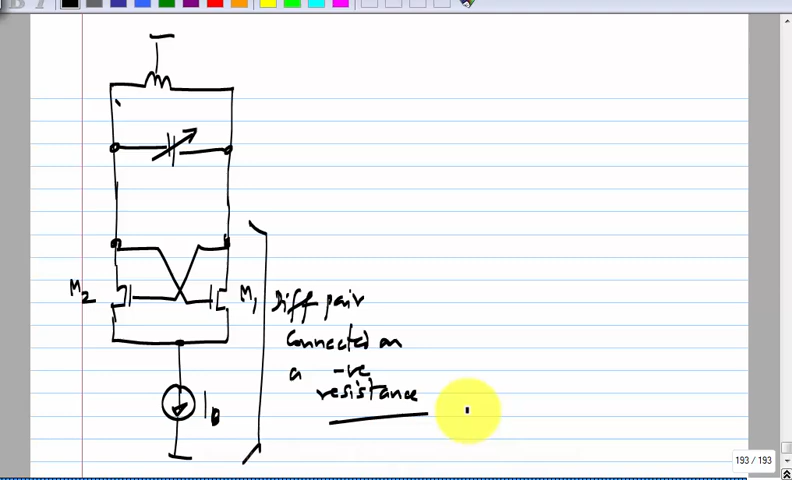 M2
M1
Diff pair
connected as
a -ve
resistance
I0
193 / 193